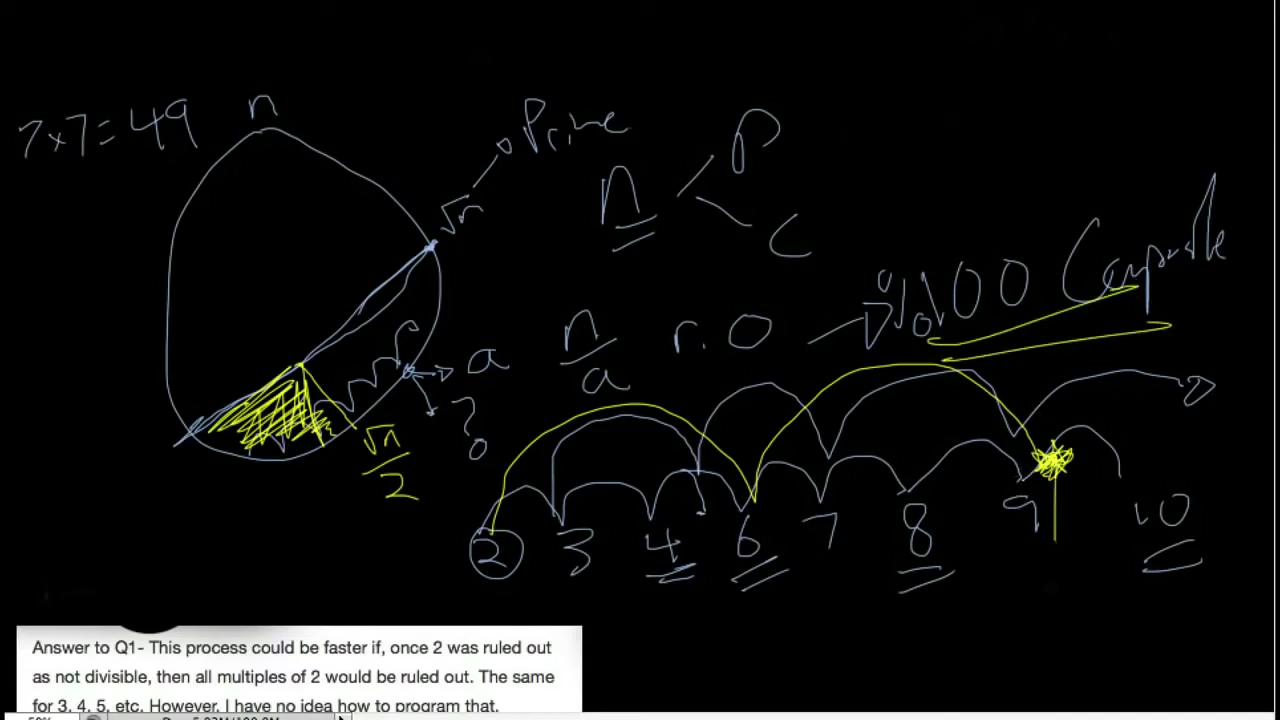 7x7=49
n
√n
Prime
n
P
C
a
n/a
r.0
%100 Composite
?
√n/2
2 3 4 6 7 8 9 10
Answer to Q1- This process could be faster if, once 2 was ruled out
as not divisible, then all multiples of 2 would be ruled out. The same
for 3, 4, 5, etc. However, I have no idea how to program that.
50%